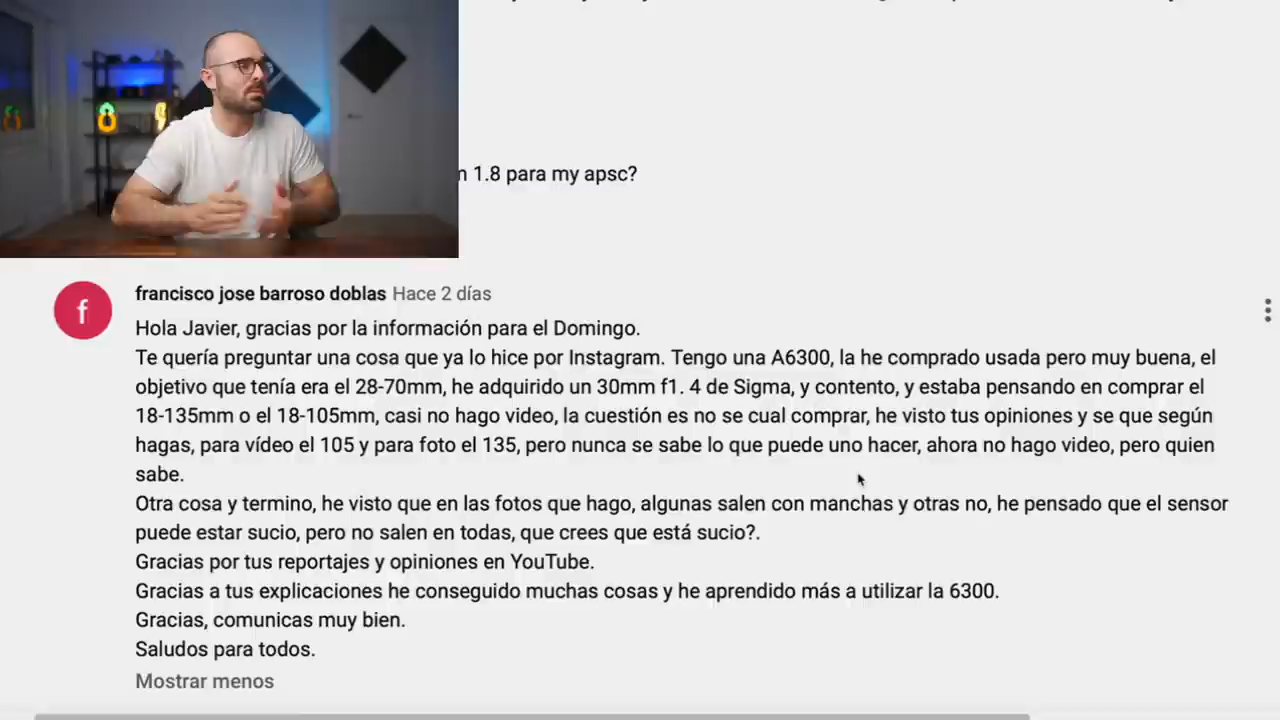 1.8 para my apsc?
francisco jose barroso doblas Hace 2 días
f
Hola Javier, gracias por la información para el Domingo.
Te quería preguntar una cosa que ya lo hice por Instagram. Tengo una A6300, la he comprado usada pero muy buena, el
objetivo que tenía era el 28-70mm, he adquirido un 30mm f1. 4 de Sigma, y contento, y estaba pensando en comprar el
18-135mm o el 18-105mm, casi no hago video, la cuestión es no se cual comprar, he visto tus opiniones y se que según
hagas, para vídeo el 105 y para foto el 135, pero nunca se sabe lo que puede uno hacer, ahora no hago video, pero quien
sabe.
Otra cosa y termino, he visto que en las fotos que hago, algunas salen con manchas y otras no, he pensado que el sensor
puede estar sucio, pero no salen en todas, que crees que está sucio?.
Gracias por tus reportajes y opiniones en YouTube.
Gracias a tus explicaciones he conseguido muchas cosas y he aprendido más a utilizar la 6300.
Gracias, comunicas muy bien.
Saludos para todos.
Mostrar menos